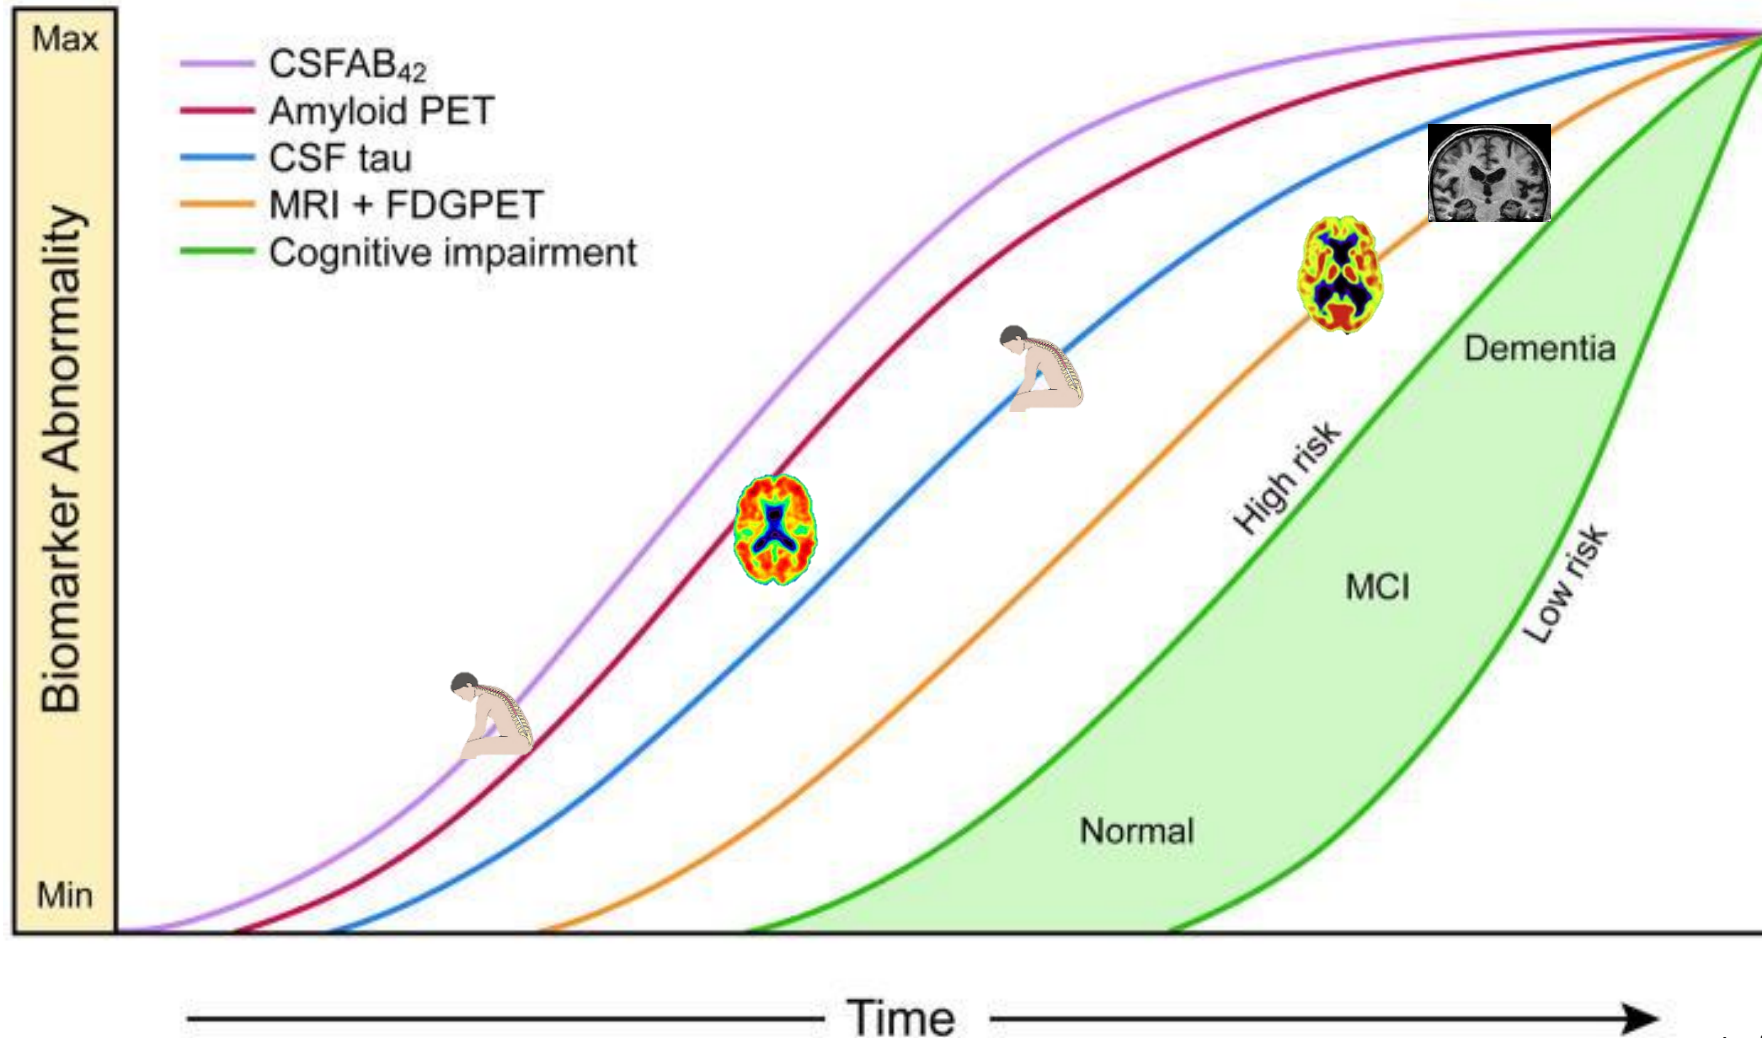 Max
CSFAB₄₂
Amyloid PET
CSF tau
MRI + FDGPET
Cognitive impairment
Biomarker Abnormality
Dementia
High risk
MCI
Low risk
Normal
Min
Time